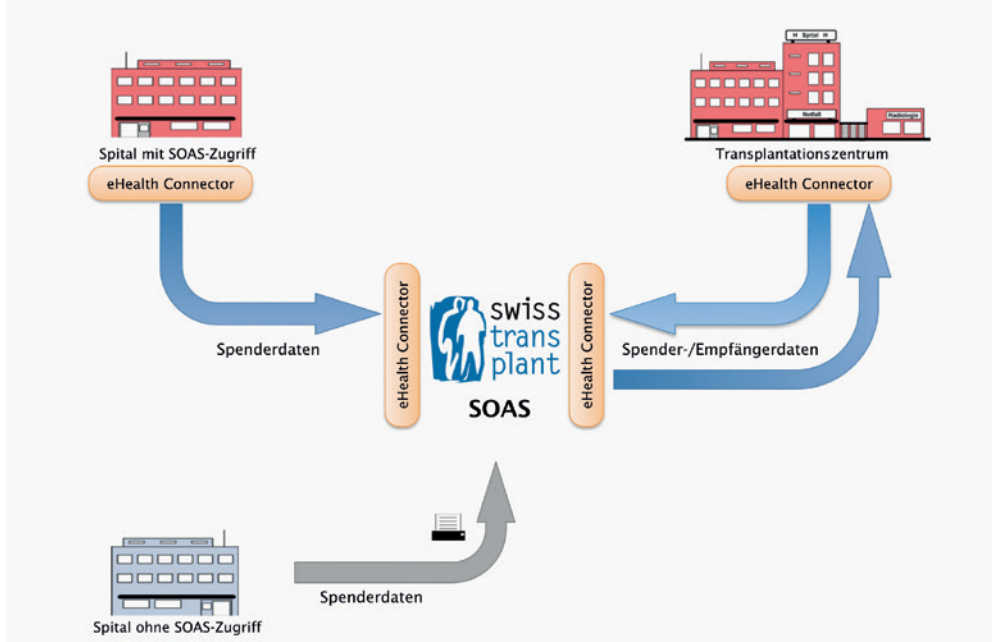 H Spital H
Notfall
Radiologie
Spital mit SOAS-Zugriff
eHealth Connector
Transplantationszentrum
eHealth Connector
eHealth Connector
swiss
trans
plant
SOAS
eHealth Connector
Spenderdaten
Spender-/Empfängerdaten
Spenderdaten
Spital ohne SOAS-Zugriff